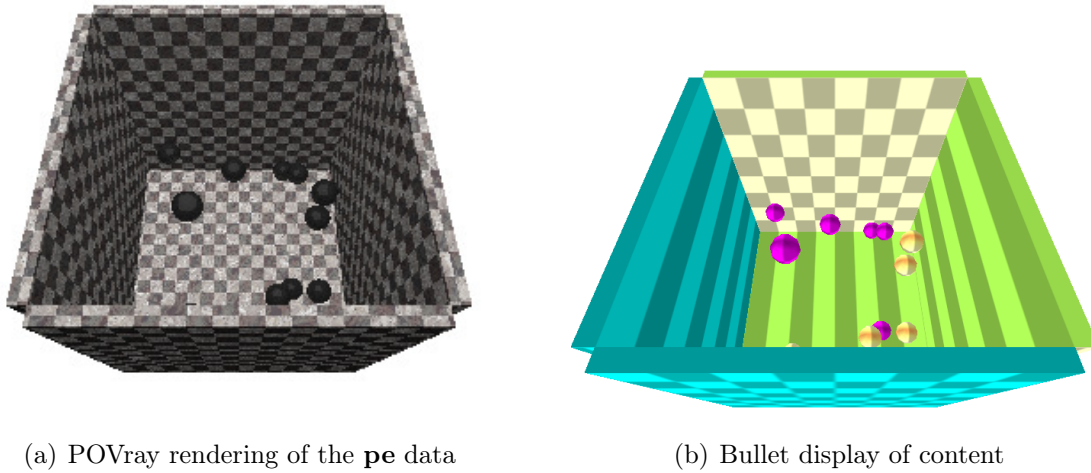 (a) POVray rendering of the pe data
(b) Bullet display of content